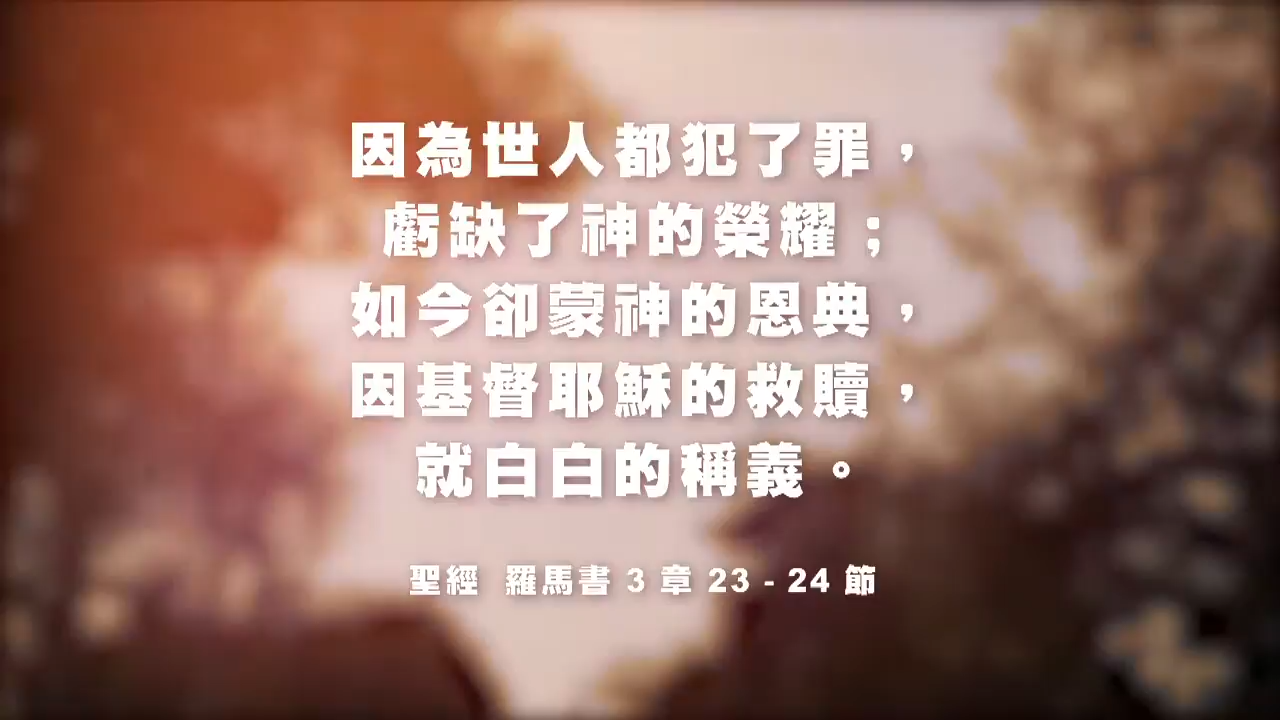 因為世人都犯了罪，
虧缺了神的榮耀；
如今卻蒙神的恩典，
因基督耶穌的救贖，
就白白的稱義。
聖經 羅馬書 3 章 23 - 24 節